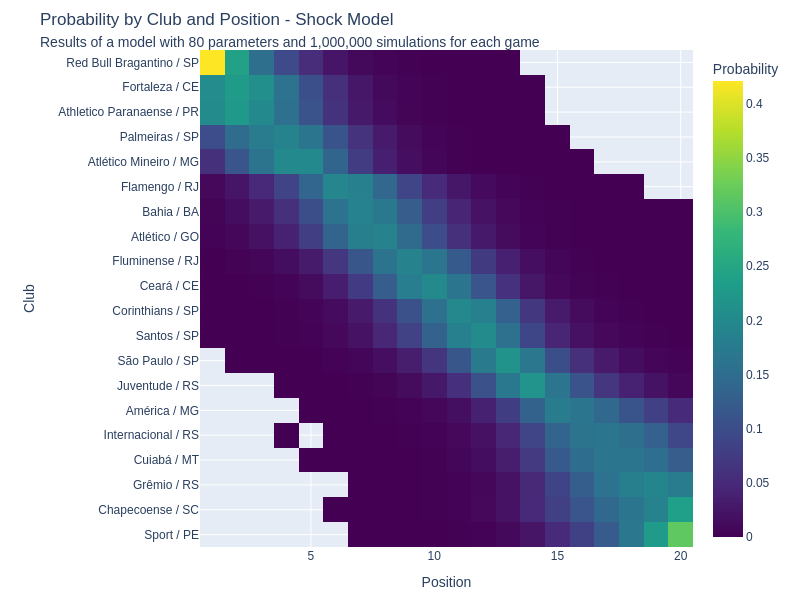 Probability by Club and Position - Shock Model
Results of a model with 80 parameters and 1,000,000 simulations for each game
Probability
Red Bull Bragantino / SP
Fortaleza / CE
Athletico Paranaense / PR
Palmeiras / SP
Atlético Mineiro / MG
Flamengo / RJ
Bahia / BA
Atlético / GO
Fluminense / RJ
Ceará / CE
Corinthians / SP
Santos / SP
São Paulo / SP
Juventude / RS
América / MG
Internacional / RS
Cuiabá / MT
Grêmio / RS
Chapecoense / SC
Sport / PE
Club
5
10
15
20
Position
0.4
0.35
0.3
0.25
0.2
0.15
0.1
0.05
0